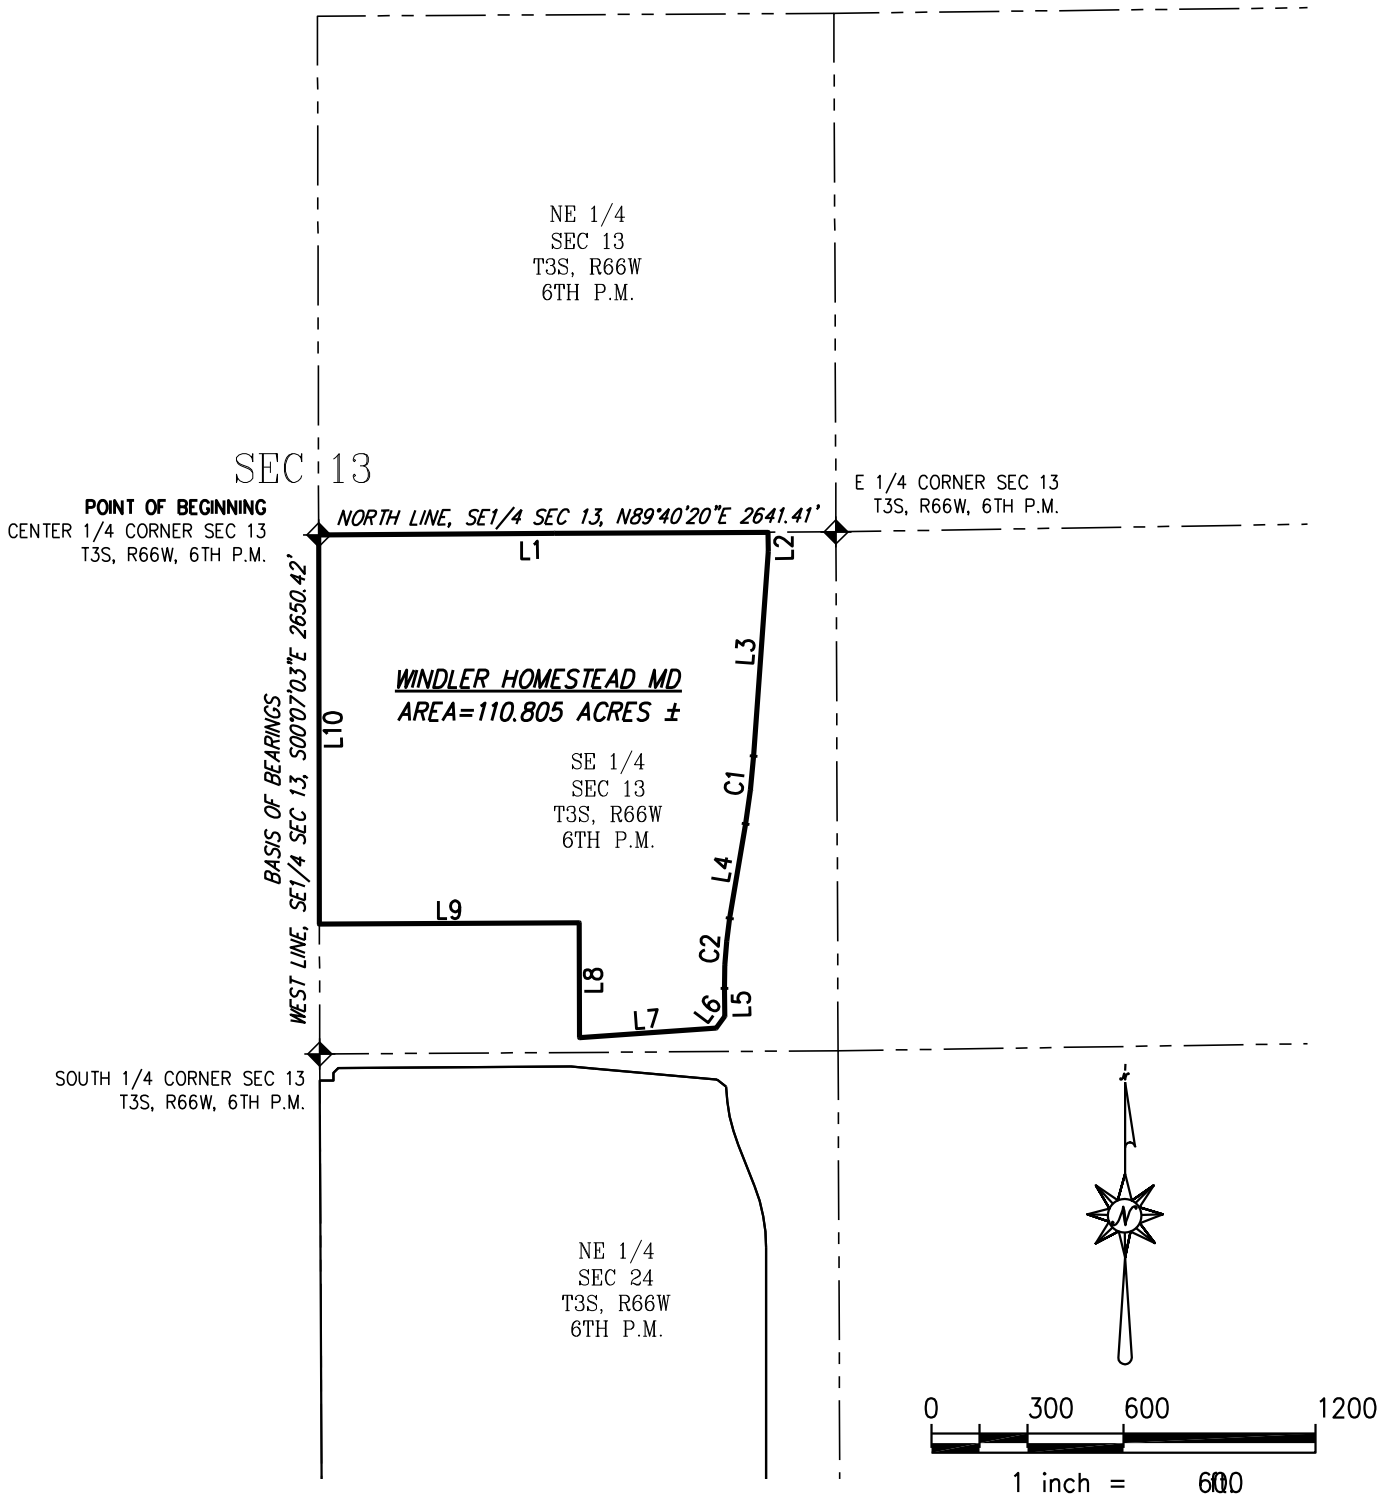 NE 1/4
SEC 13
T3S, R66W
6TH P.M.
SEC 13
POINT OF BEGINNING
CENTER 1/4 CORNER SEC 13
T3S, R66W, 6TH P.M.
NORTH LINE, SE1/4 SEC 13, N89°40'20"E 2641.41'
E 1/4 CORNER SEC 13
T3S, R66W, 6TH P.M.
L1
L2
L3
BASIS OF BEARINGS
WEST LINE, SE1/4 SEC 13, S00°07'03"E 2650.42'
L10
WINDLER HOMESTEAD MD
AREA=110.805 ACRES ±
SE 1/4
SEC 13
T3S, R66W
6TH P.M.
C1
L4
L9
C2
L8
L7
L6
L5
SOUTH 1/4 CORNER SEC 13
T3S, R66W, 6TH P.M.
N
N
NE 1/4
SEC 24
T3S, R66W
6TH P.M.
0 300 600 1200
1 inch = 600 ft.